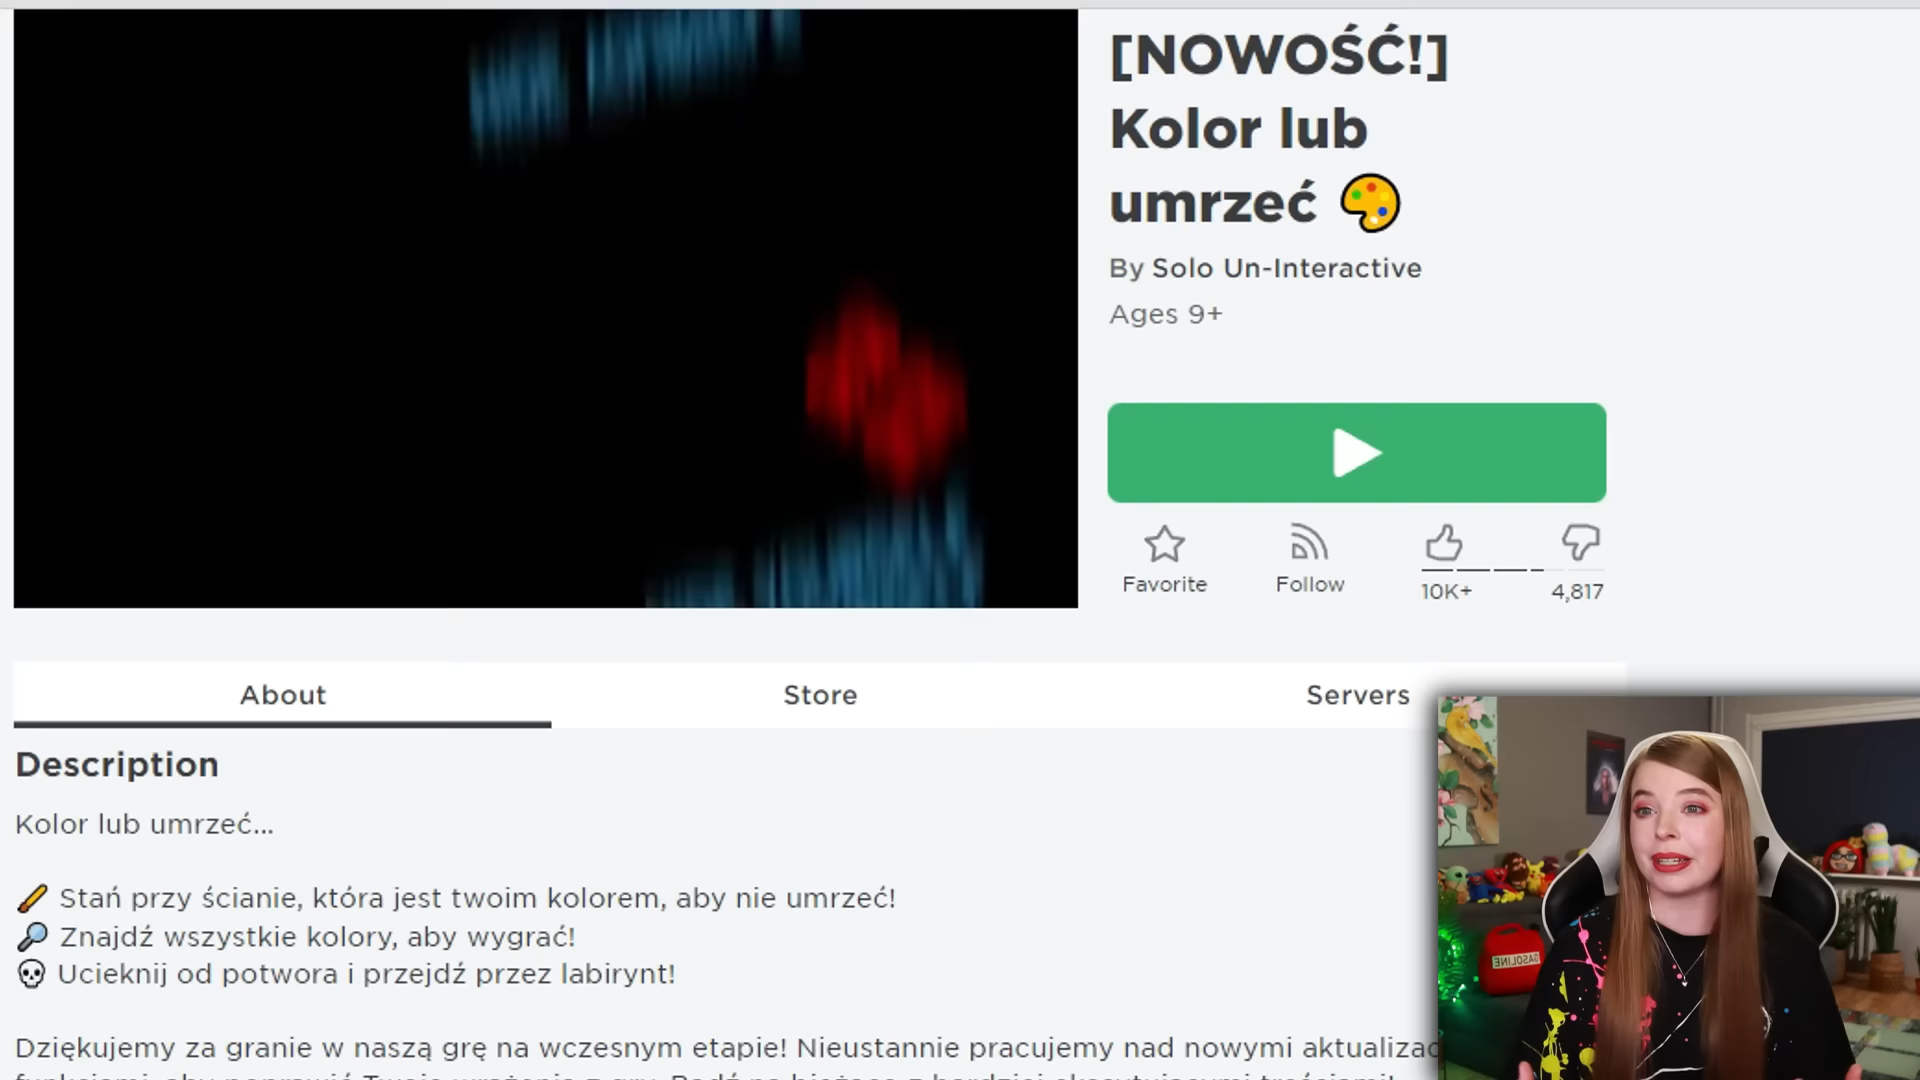 [NOWOŚĆ!]
Kolor lub
umrzeć
By Solo Un-Interactive
Ages 9+
Favorite
Follow
10K+
4,817
About
Store
Servers
Description
Kolor lub umrzeć...
Stań przy ścianie, która jest twoim kolorem, aby nie umrzeć!
Znajdź wszystkie kolory, aby wygrać!
Ucieknij od potwora i przejdź przez labirynt!
GASOLINE
Dziękujemy za granie w naszą grę na wczesnym etapie! Nieustannie pracujemy nad nowymi